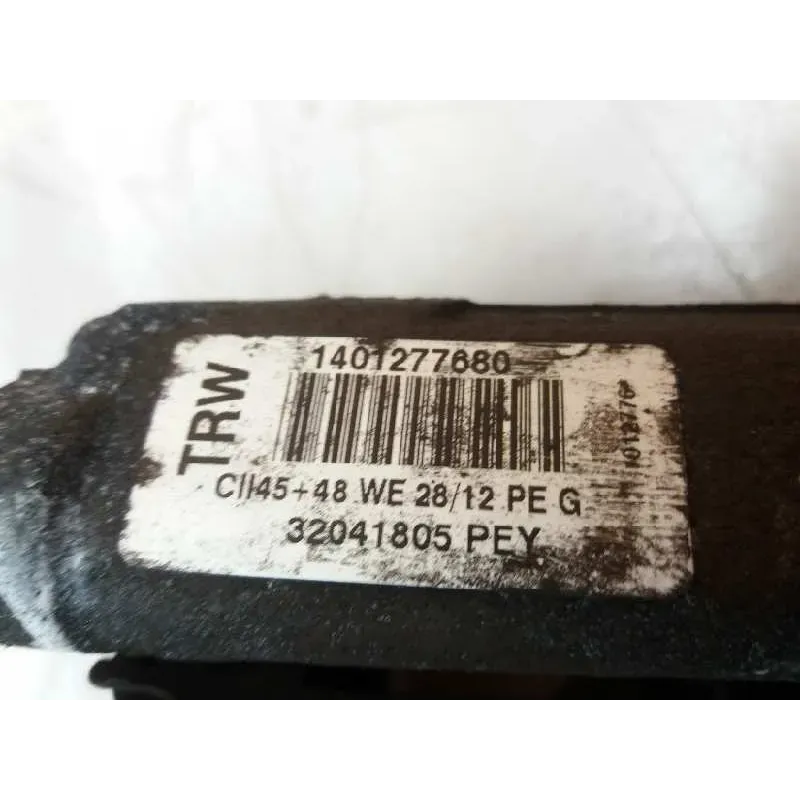 TRW
1401277680
CII45+48 WE 28/12 PE G
32041805 PEY